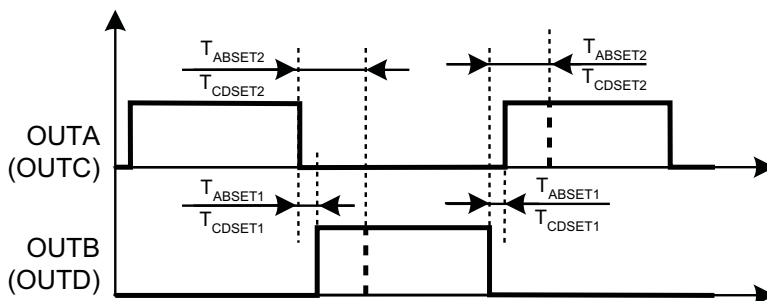 TABSET2
TCDSET2
TABSET2
TCDSET2
OUTA
(OUTC)
TABSET1
TCDSET1
TABSET1
TCDSET1
OUTB
(OUTD)